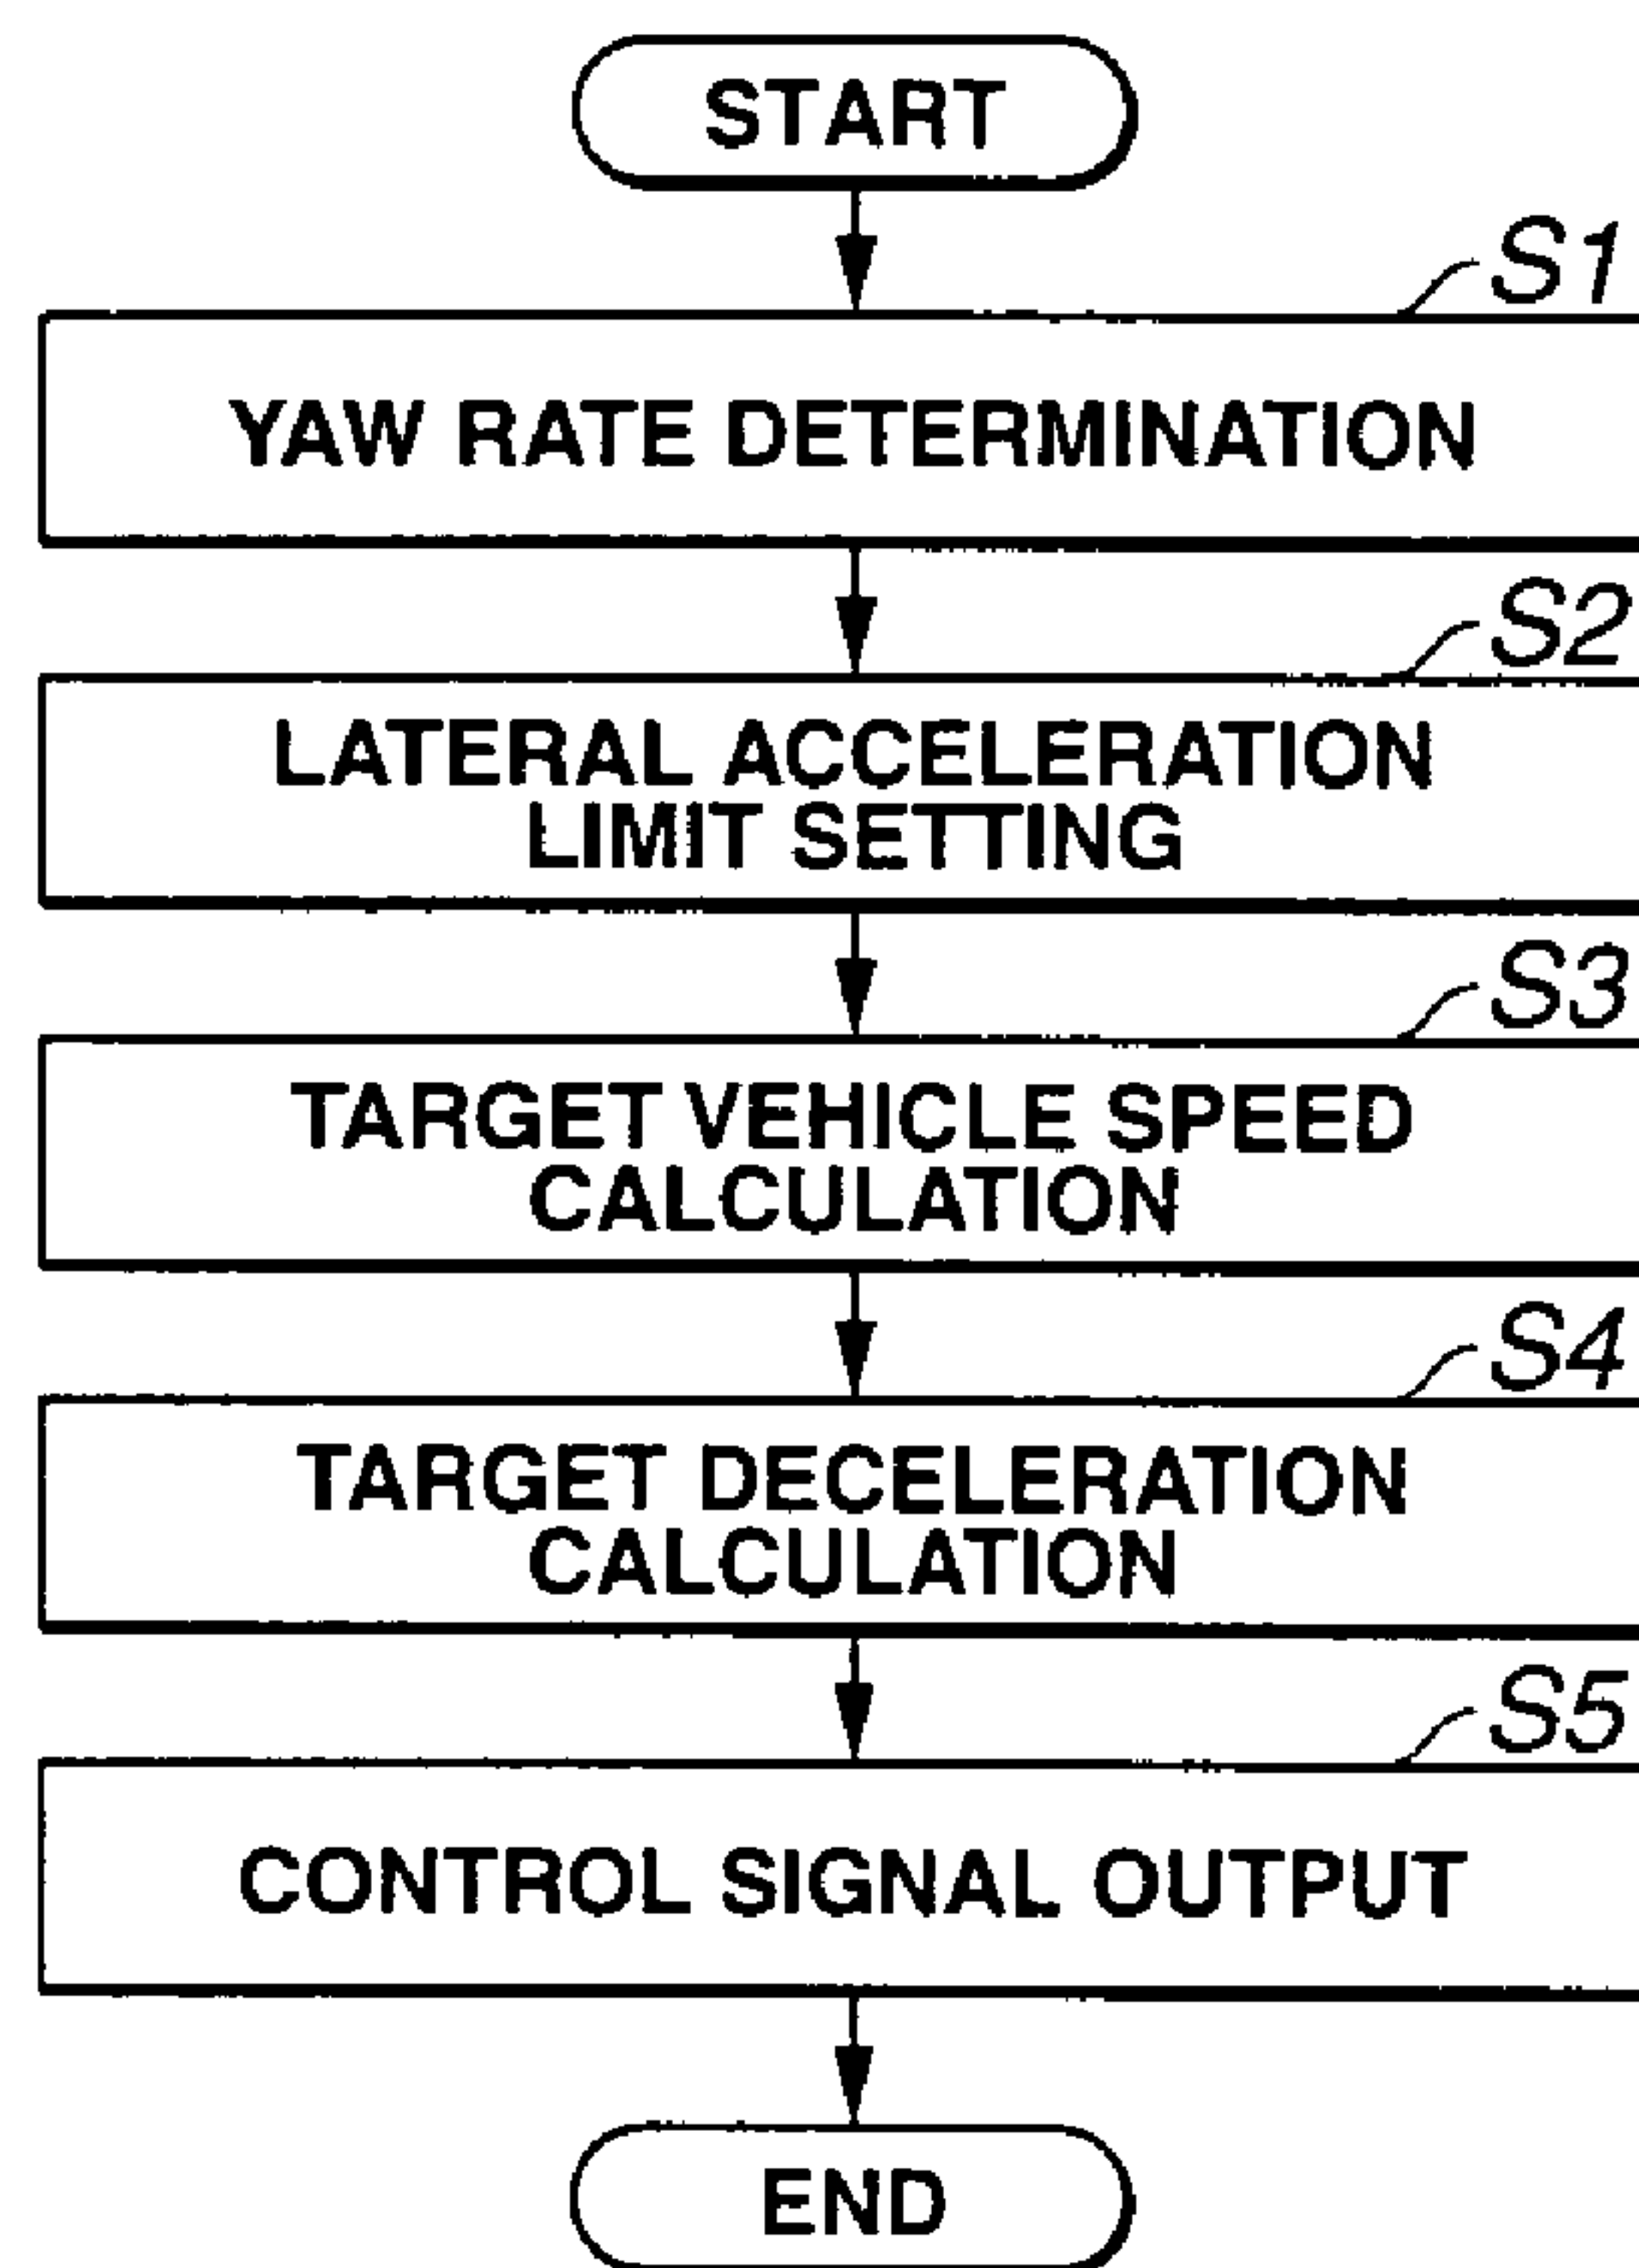 START
S1
YAW RATE DETERMINATION
S2
LATERAL ACCELERATION
LIMIT SETTING
S3
TARGET VEHICLE SPEED
CALCULATION
S4
TARGET DECELERATION
CALCULATION
S5
CONTROL SIGNAL OUTPUT
END